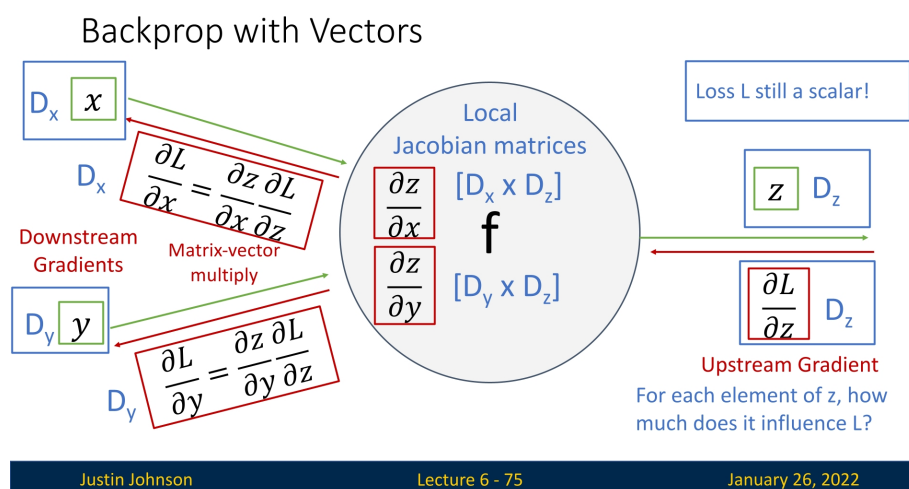 Backprop with Vectors
Dx x
Dx ∂L/∂x = ∂z/∂x ∂L/∂z
Downstream
Gradients
Matrix-vector
multiply
Dy y
Dy ∂L/∂y = ∂z/∂y ∂L/∂z
Local
Jacobian matrices
∂z/∂x [Dx x Dz]
f
∂z/∂y [Dy x Dz]
Loss L still a scalar!
z Dz
∂L/∂z Dz
Upstream Gradient
For each element of z, how
much does it influence L?
Justin Johnson
Lecture 6 - 75
January 26, 2022